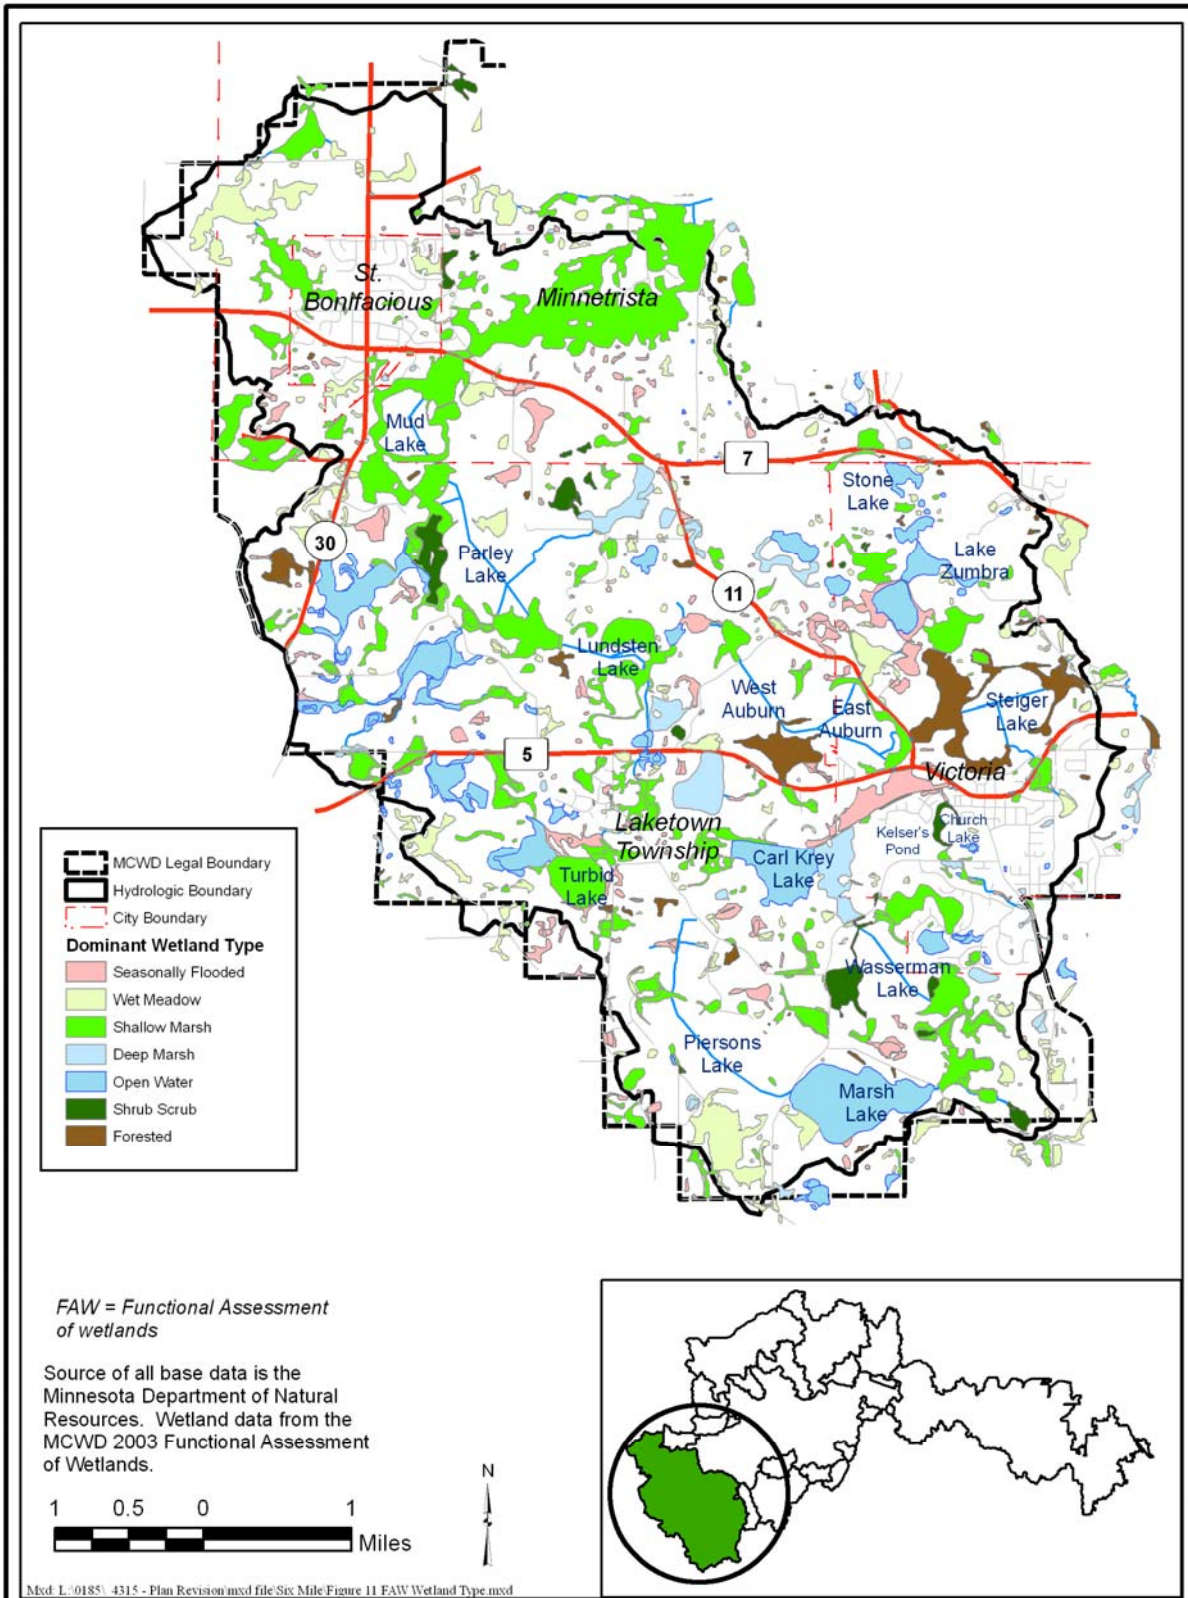 St.
Bonifacious
Minnetrista
Mud
Lake
7
Stone
Lake
30
Parley
Lake
Lake
Zumbra
11
Lundsten
Lake
West
Auburn
East
Auburn
Steiger
Lake
5
Victoria
Laketown
Township
Kelser's
Pond
Church
Lake
Carl Krey
Lake
Turbid
Lake
Wasserman
Lake
Piersons
Lake
Marsh
Lake
MCWD Legal Boundary
Hydrologic Boundary
City Boundary
Dominant Wetland Type
Seasonally Flooded
Wet Meadow
Shallow Marsh
Deep Marsh
Open Water
Shrub Scrub
Forested
FAW = Functional Assessment
of wetlands
Source of all base data is the
Minnesota Department of Natural
Resources. Wetland data from the
MCWD 2003 Functional Assessment
of Wetlands.
1 0.5 0 1
Miles
N
Mxd: L:\0185\_4315 - Plan Revision\mxd file\Six Mile\Figure 11 FAW Wetland Type.mxd